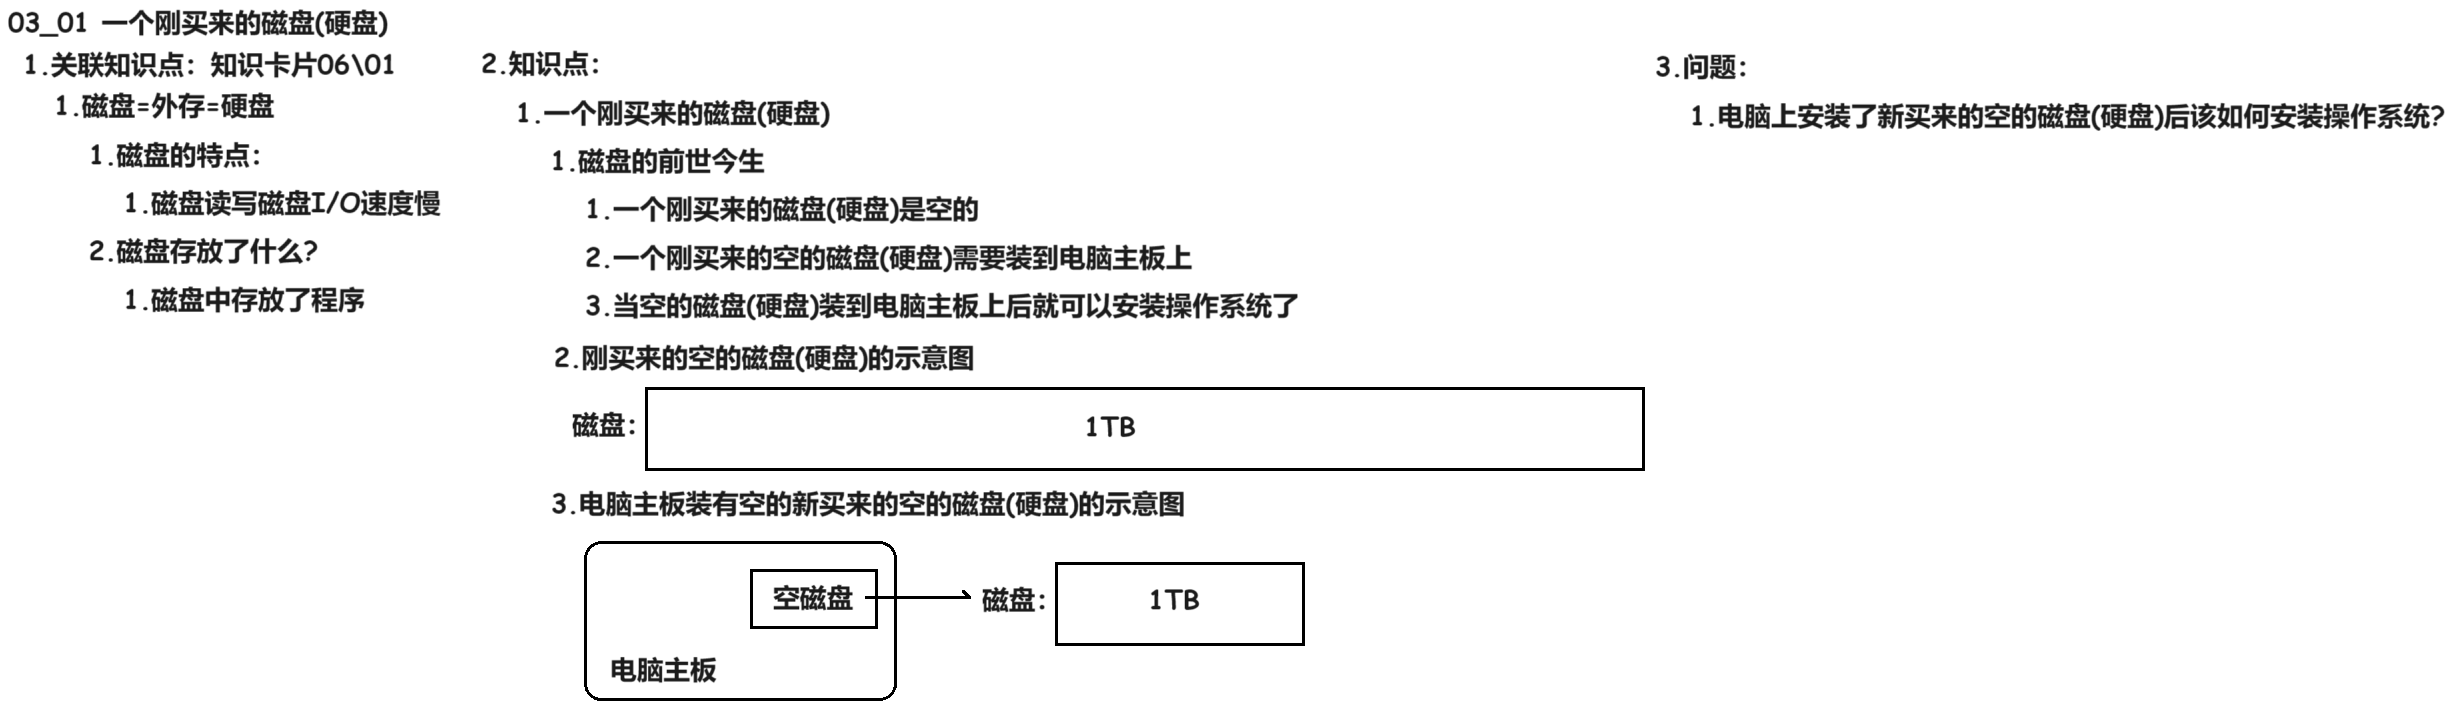 03_01 一个刚买来的磁盘(硬盘)
1.关联知识点：知识卡片06\01
1.磁盘=外存=硬盘
1.磁盘的特点：
1.磁盘读写磁盘I/O速度慢
2.磁盘存放了什么?
1.磁盘中存放了程序
2.知识点：
1.一个刚买来的磁盘(硬盘)
1.磁盘的前世今生
1.一个刚买来的磁盘(硬盘)是空的
2.一个刚买来的空的磁盘(硬盘)需要装到电脑主板上
3.当空的磁盘(硬盘)装到电脑主板上后就可以安装操作系统了
2.刚买来的空的磁盘(硬盘)的示意图
磁盘：
1TB
3.电脑主板装有空的新买来的空的磁盘(硬盘)的示意图
空磁盘
电脑主板
磁盘：
1TB
3.问题：
1.电脑上安装了新买来的空的磁盘(硬盘)后该如何安装操作系统?